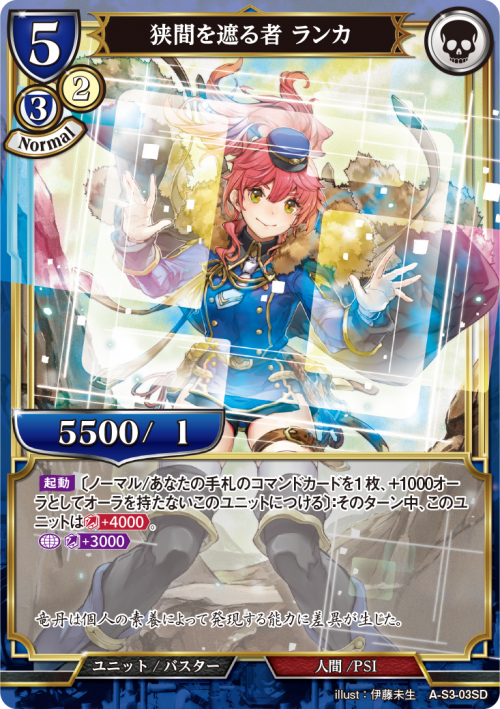 5
狭間を遮る者 ランカ
3
2
Normal
5500/ 1
起動 〔ノーマル/あなたの手札のコマンドカードを1枚、+1000オー
ラとしてオーラを持たないこのユニットにつける〕:そのターン中、このユ
ニットは+4000。
+3000
竜丹は個人の素養によって発現する能力に差異が生じた。
ユニット / バスター
人間 /PSI
illust:伊藤未生 A-S3-03SD